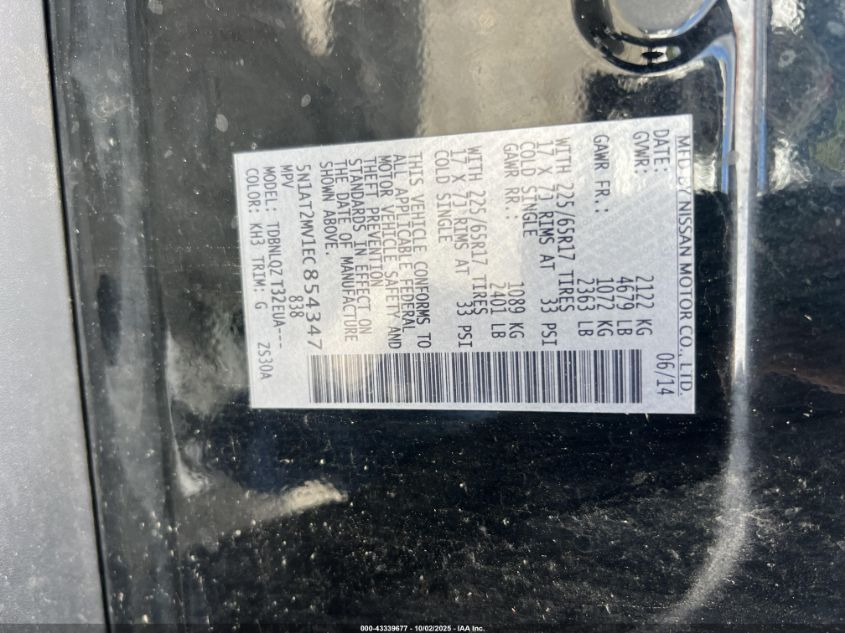 MFD BY NISSAN MOTOR CO., LTD.
DATE: 06/14
GVWR: 2122 KG
4679 LB
GAWR FR.: 1072 KG
2363 LB
WITH 225/65R17 TIRES
17 X 7J RIMS AT 33 PSI
COLD SINGLE
GAWR RR.: 1089 KG
2401 LB
WITH 225/65R17 TIRES
17 X 7J RIMS AT 33 PSI
COLD SINGLE
THIS VEHICLE CONFORMS TO
ALL APPLICABLE FEDERAL
MOTOR VEHICLE SAFETY AND
THEFT PREVENTION
STANDARDS IN EFFECT ON
THE DATE OF MANUFACTURE
SHOWN ABOVE.
5N1AT2MV1EC854347
MPV 838
MODEL: TDBNLQZ T32EUA---
COLOR: KH3 TRIM: G ZS30A
000-43339677 - 10/02/2025 - IAA Inc.